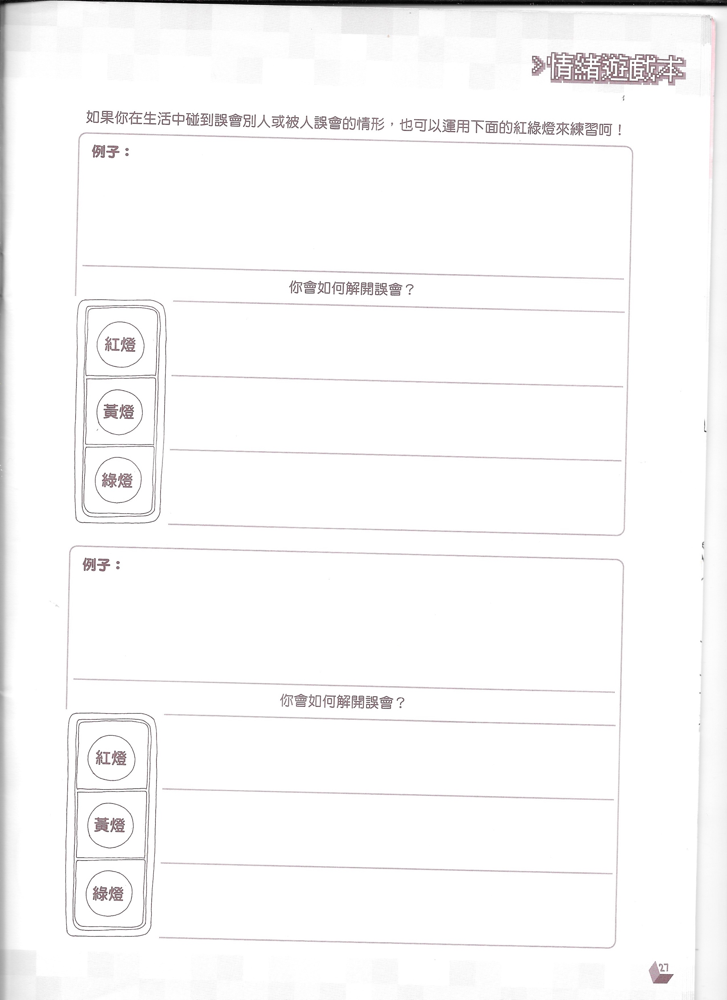 情緒遊戲本
如果你在生活中碰到誤會別人或被人誤會的情形，也可以運用下面的紅綠燈來練習呵！
例子：
你會如何解開誤會？
紅燈
黃燈
綠燈
例子：
你會如何解開誤會？
紅燈
黃燈
綠燈
27